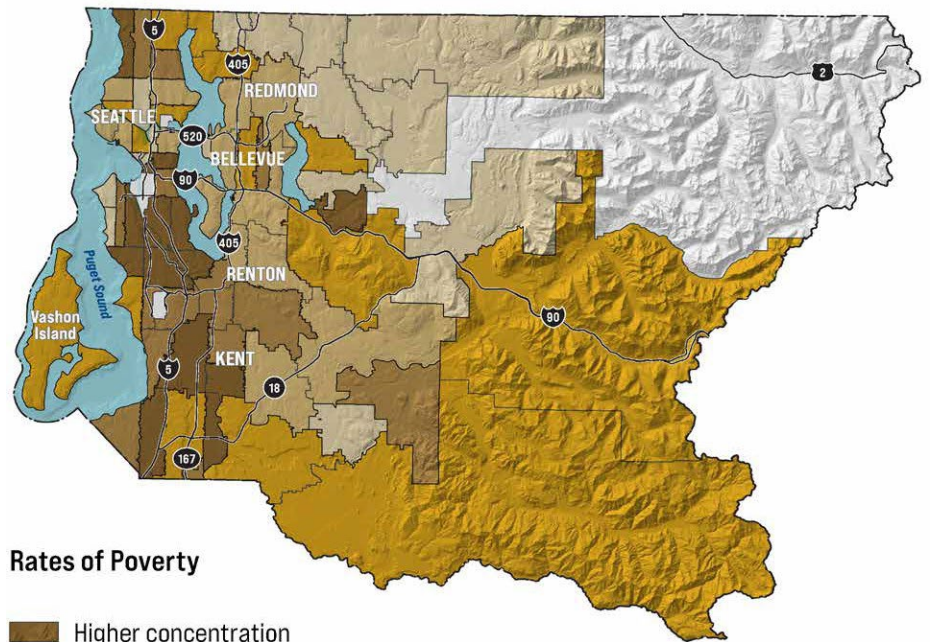 5
405
REDMOND
2
SEATTLE
520
BELLEVUE
90
405
RENTON
Puget Sound
Vashon
Island
90
5
KENT
18
167
Rates of Poverty
Higher concentration